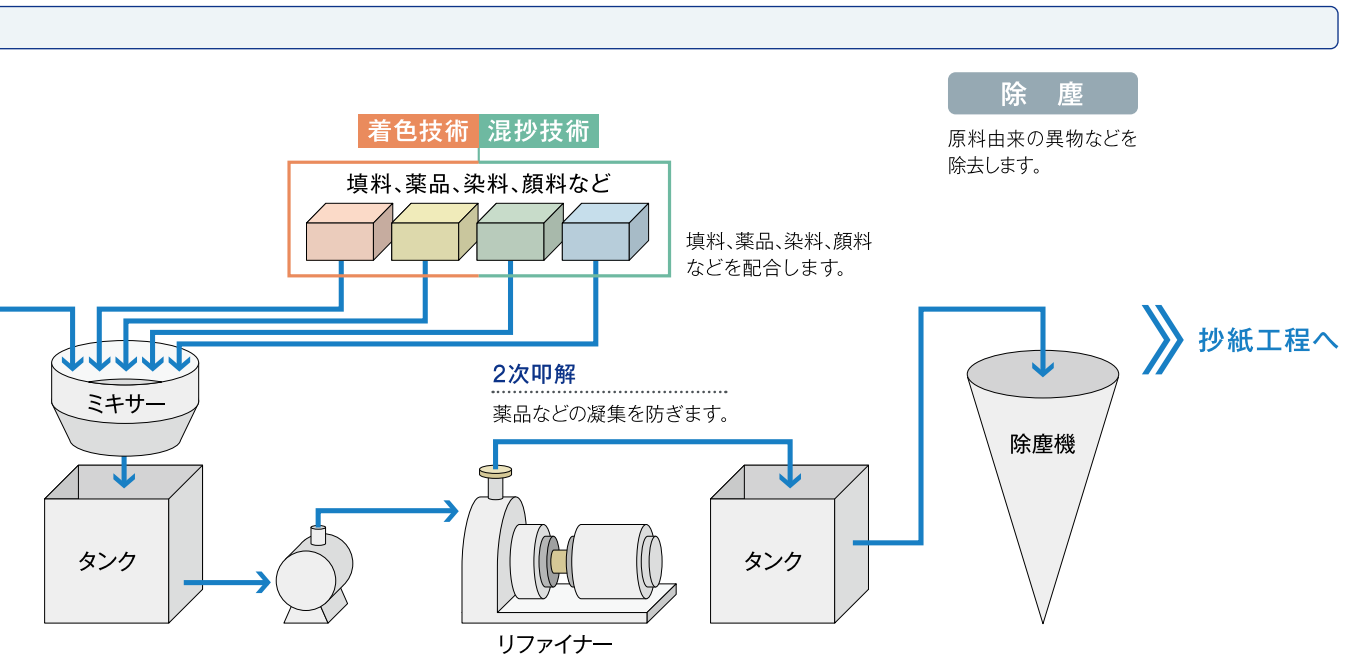 着色技術 混抄技術
填料、薬品、染料、顔料など
填料、薬品、染料、顔料
などを配合します。
除 塵
原料由来の異物などを
除去します。
ミキサー
タンク
2次叩解
薬品などの凝集を防ぎます。
リファイナー
タンク
除塵機
抄紙工程へ